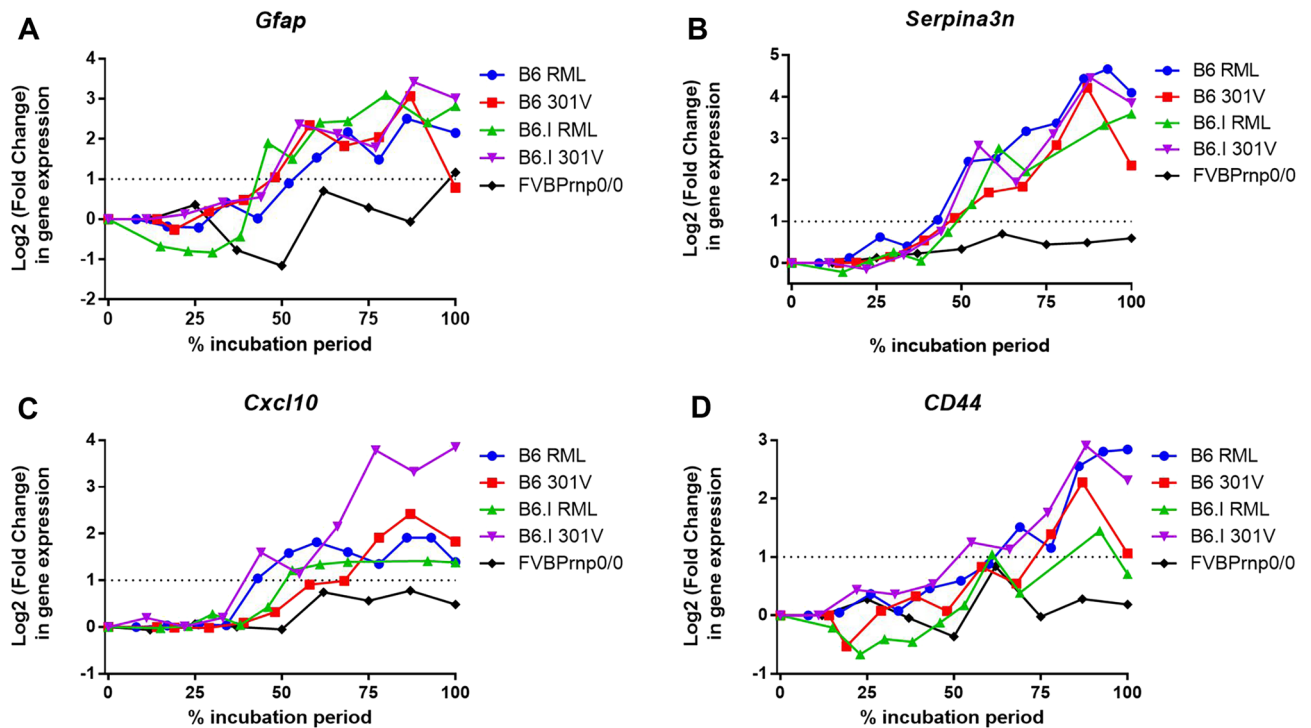 A
Gfap
Log2 (Fold Change)
in gene expression
4
3
2
1
0
-1
-2
0
25
50
75
100
% incubation period
B6 RML
B6 301V
B6.I RML
B6.I 301V
FVBPrnp0/0
B
Serpina3n
Log2 (Fold Change)
in gene expression
5
4
3
2
1
0
0
25
50
75
100
% incubation period
B6 RML
B6 301V
B6.I RML
B6.I 301V
FVBPrnp0/0
C
Cxcl10
Log2 (Fold Change)
in gene expression
4
3
2
1
0
-1
0
25
50
75
100
% incubation period
B6 RML
B6 301V
B6.I RML
B6.I 301V
FVBPrnp0/0
D
CD44
Log2 (Fold Change)
in gene expression
3
2
1
0
-1
0
25
50
75
100
% incubation period
B6 RML
B6 301V
B6.I RML
B6.I 301V
FVBPrnp0/0